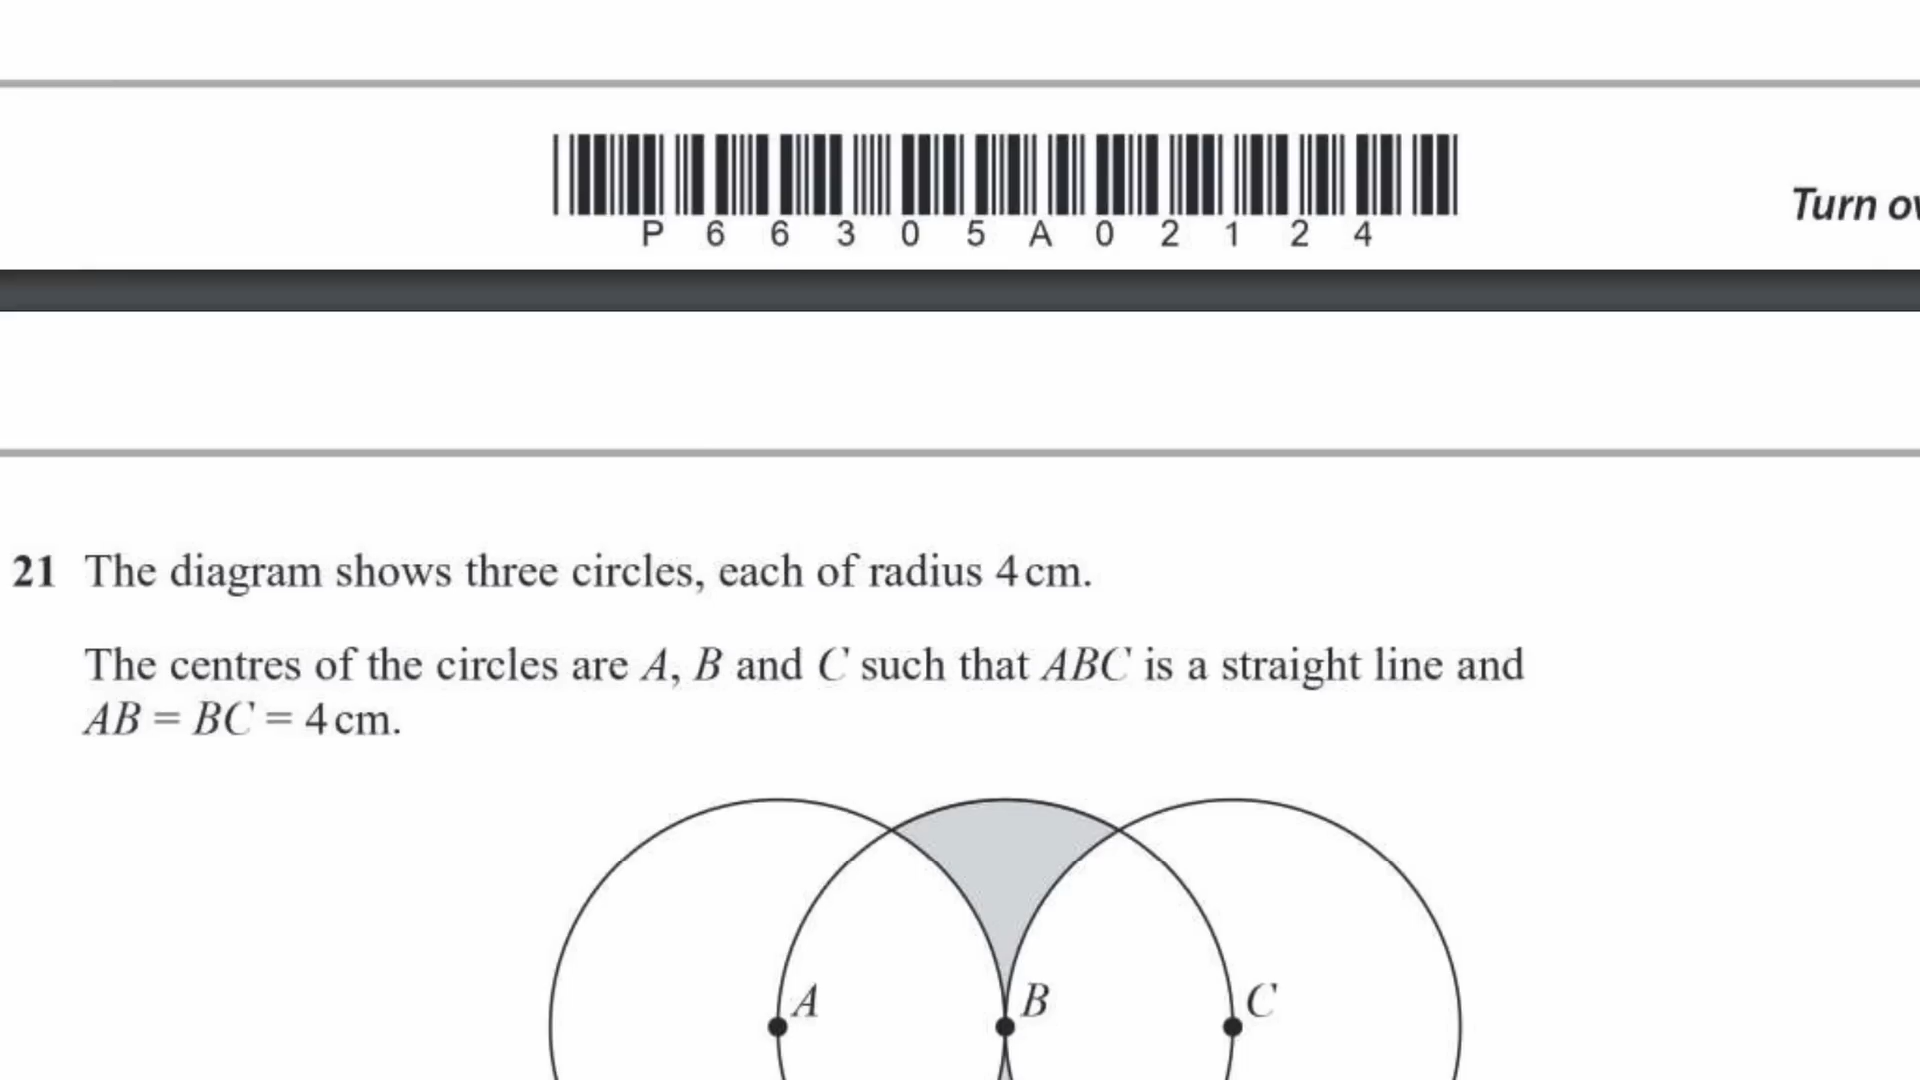 P 6 6 3 0 5 A 0 2 1 2 4
Turn
21 The diagram shows three circles, each of radius 4 cm.
The centres of the circles are A, B and C such that ABC is a straight line and
AB = BC = 4 cm.
A B C